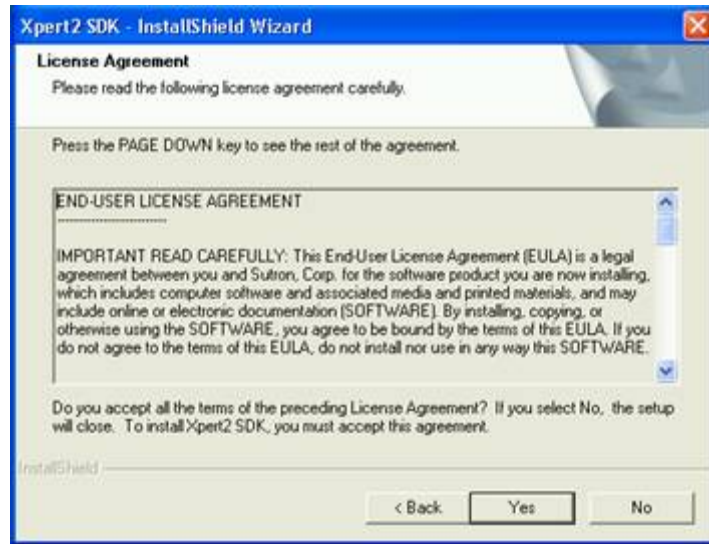 Xpert2 SDK - InstallShield Wizard
License Agreement
Please read the following license agreement carefully.
Press the PAGE DOWN key to see the rest of the agreement.
END-USER LICENSE AGREEMENT
--------------------------
IMPORTANT READ CAREFULLY: This End-User License Agreement (EULA) is a legal
agreement between you and Sutron, Corp. for the software product you are now installing,
which includes computer software and associated media and printed materials, and may
include online or electronic documentation (SOFTWARE). By installing, copying, or
otherwise using the SOFTWARE, you agree to be bound by the terms of this EULA. If you
do not agree to the terms of this EULA, do not install nor use in any way this SOFTWARE.
Do you accept all the terms of the preceding License Agreement? If you select No, the setup
will close. To install Xpert2 SDK, you must accept this agreement.
InstallShield
< Back Yes No